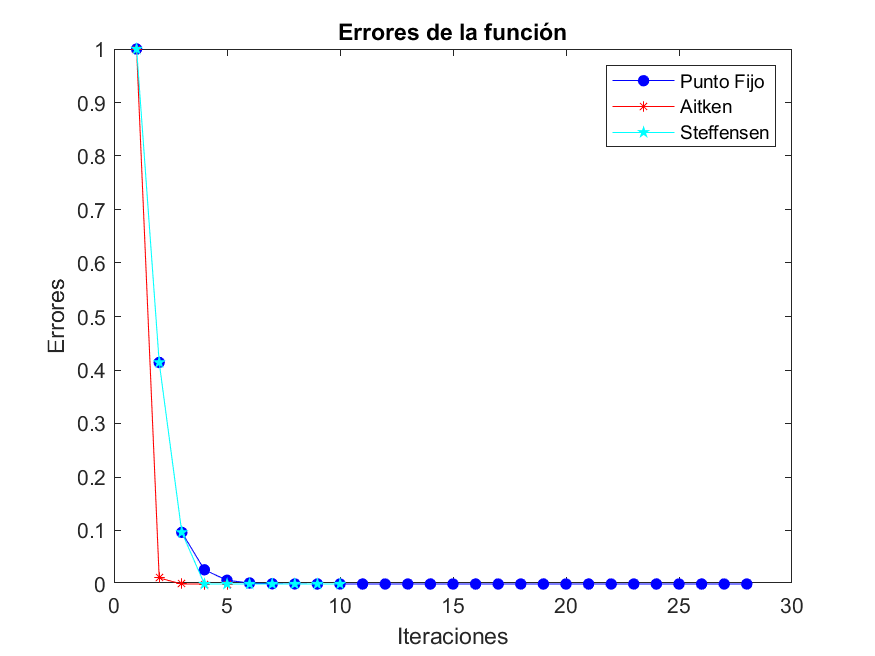 Errores de la función
Punto Fijo
Aitken
Steffensen
1
0.9
0.8
0.7
0.6
0.5
0.4
0.3
0.2
0.1
0
Errores
0 5 10 15 20 25 30
Iteraciones